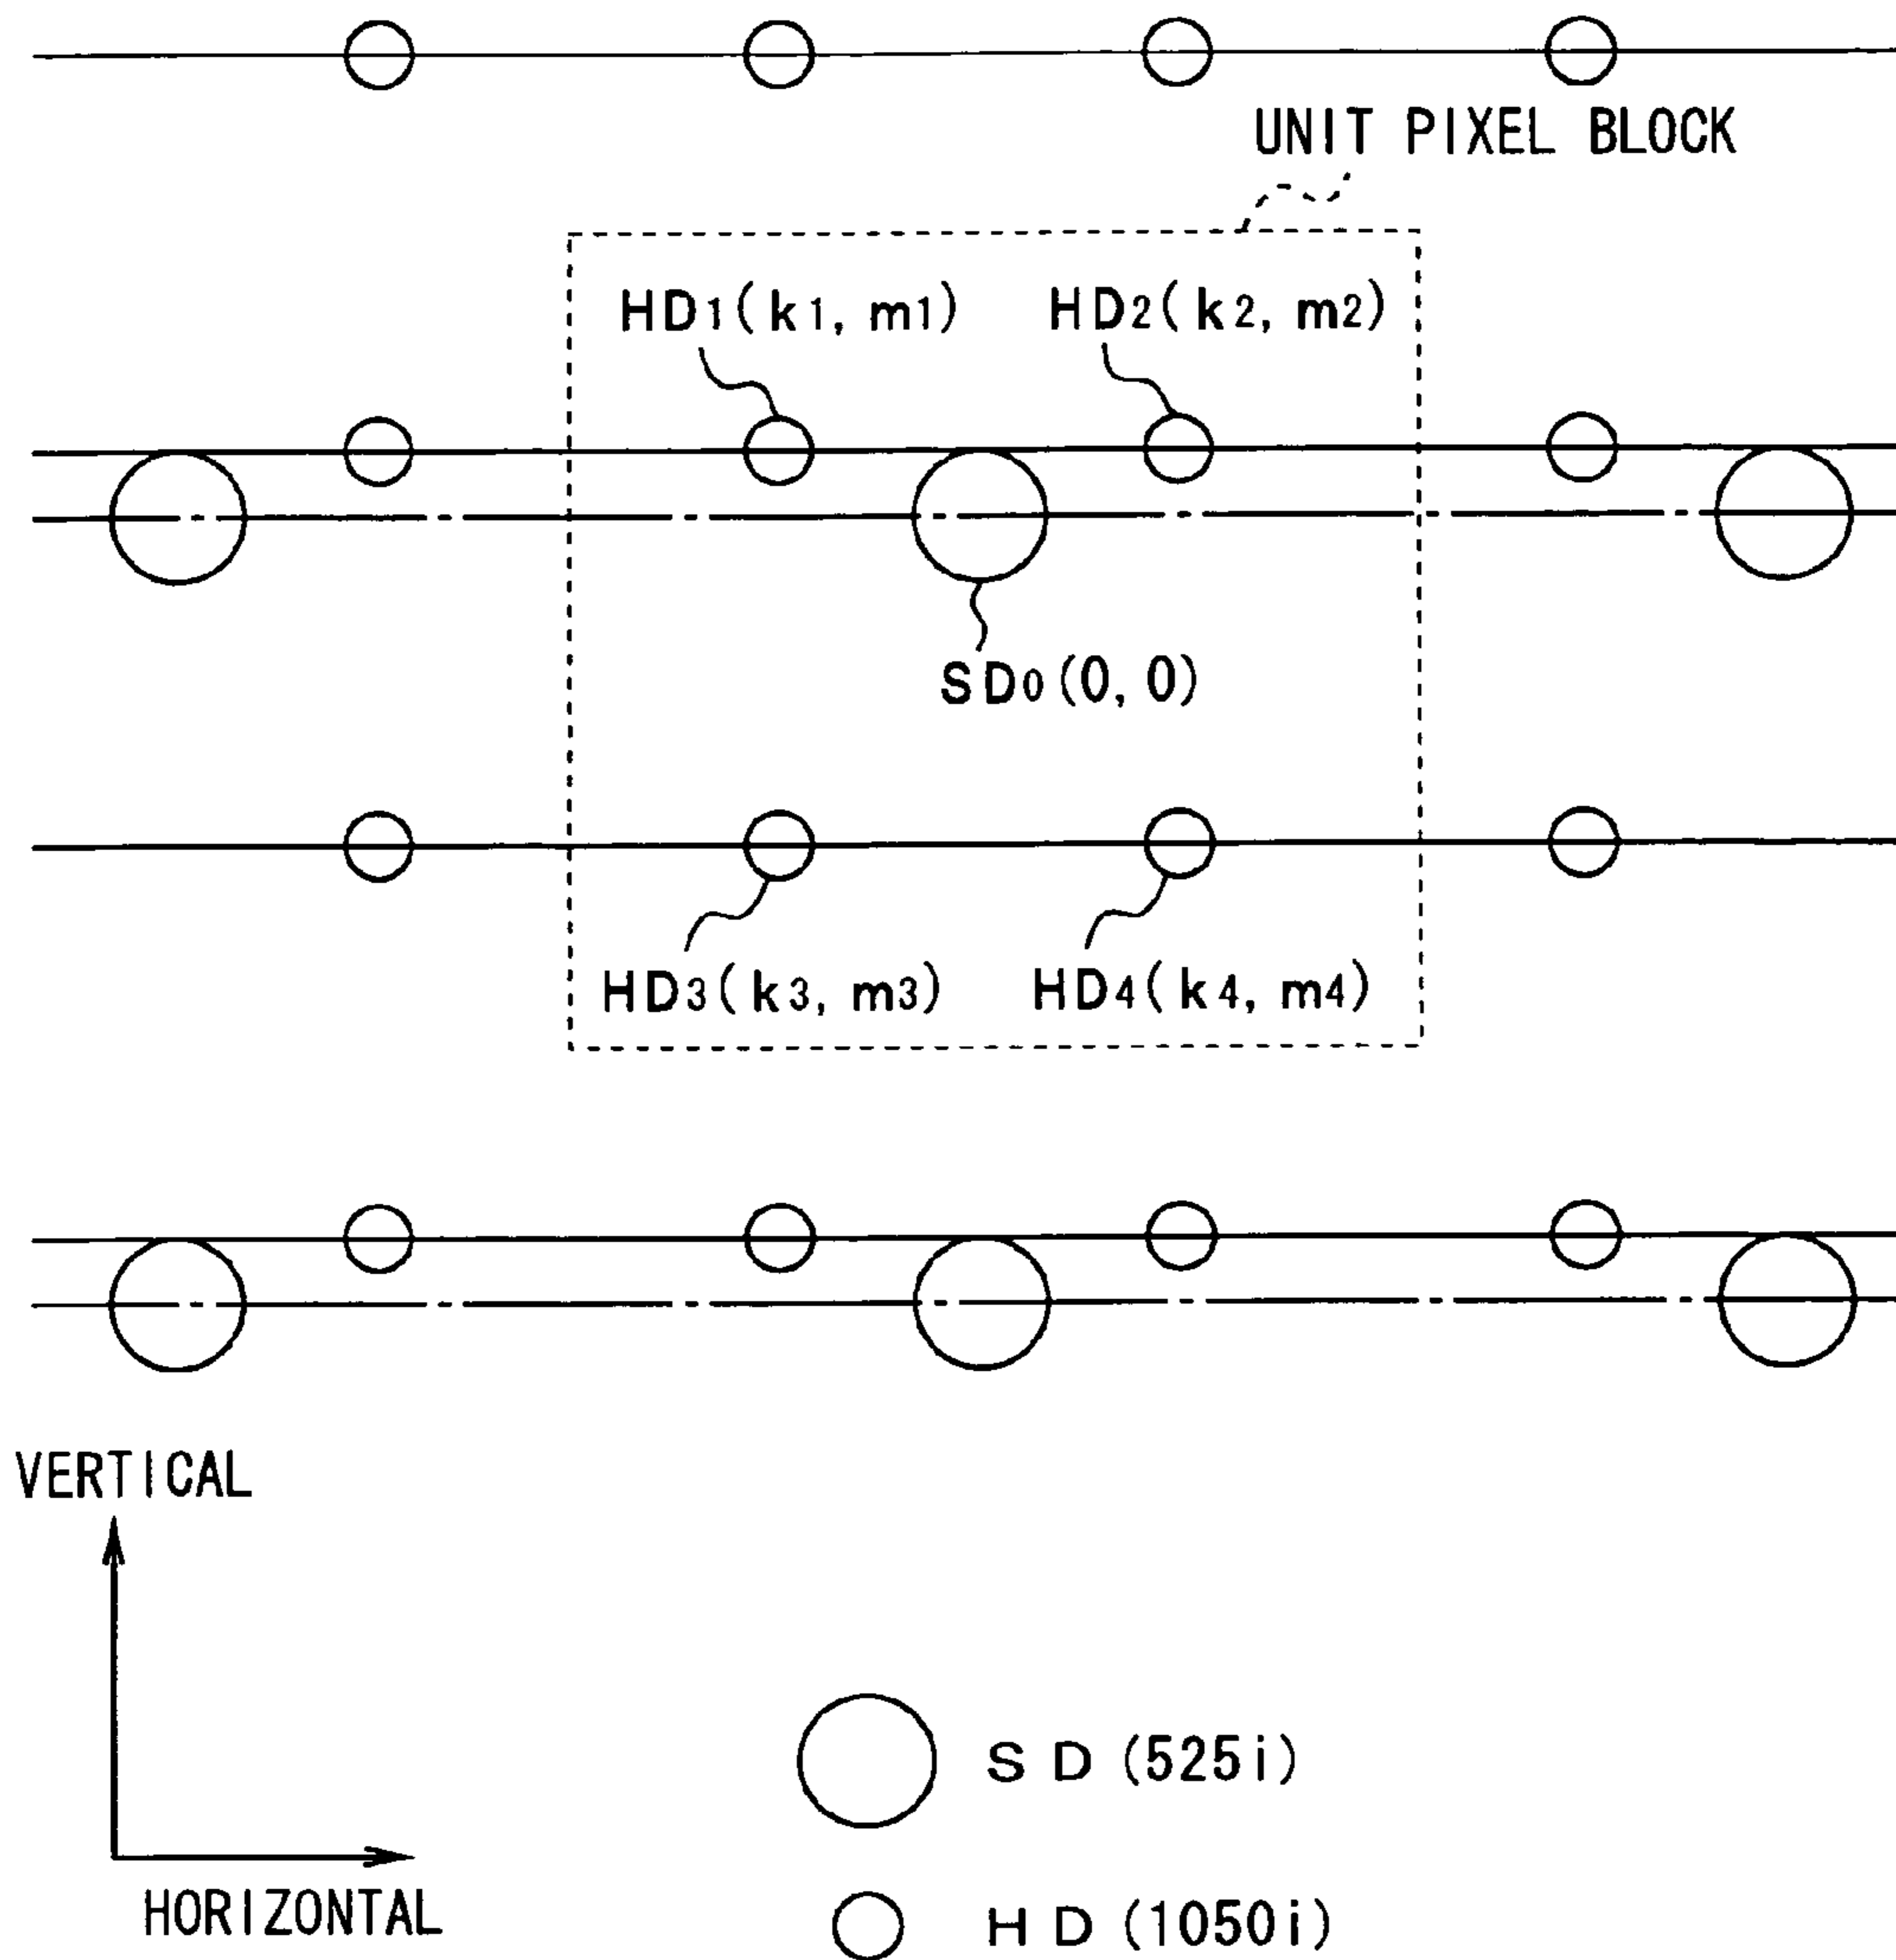 UNIT PIXEL BLOCK
HD1(k1, m1) HD2(k2, m2)
SD0(0, 0)
HD3(k3, m3) HD4(k4, m4)
VERTICAL
HORIZONTAL
SD (525i)
HD (1050i)